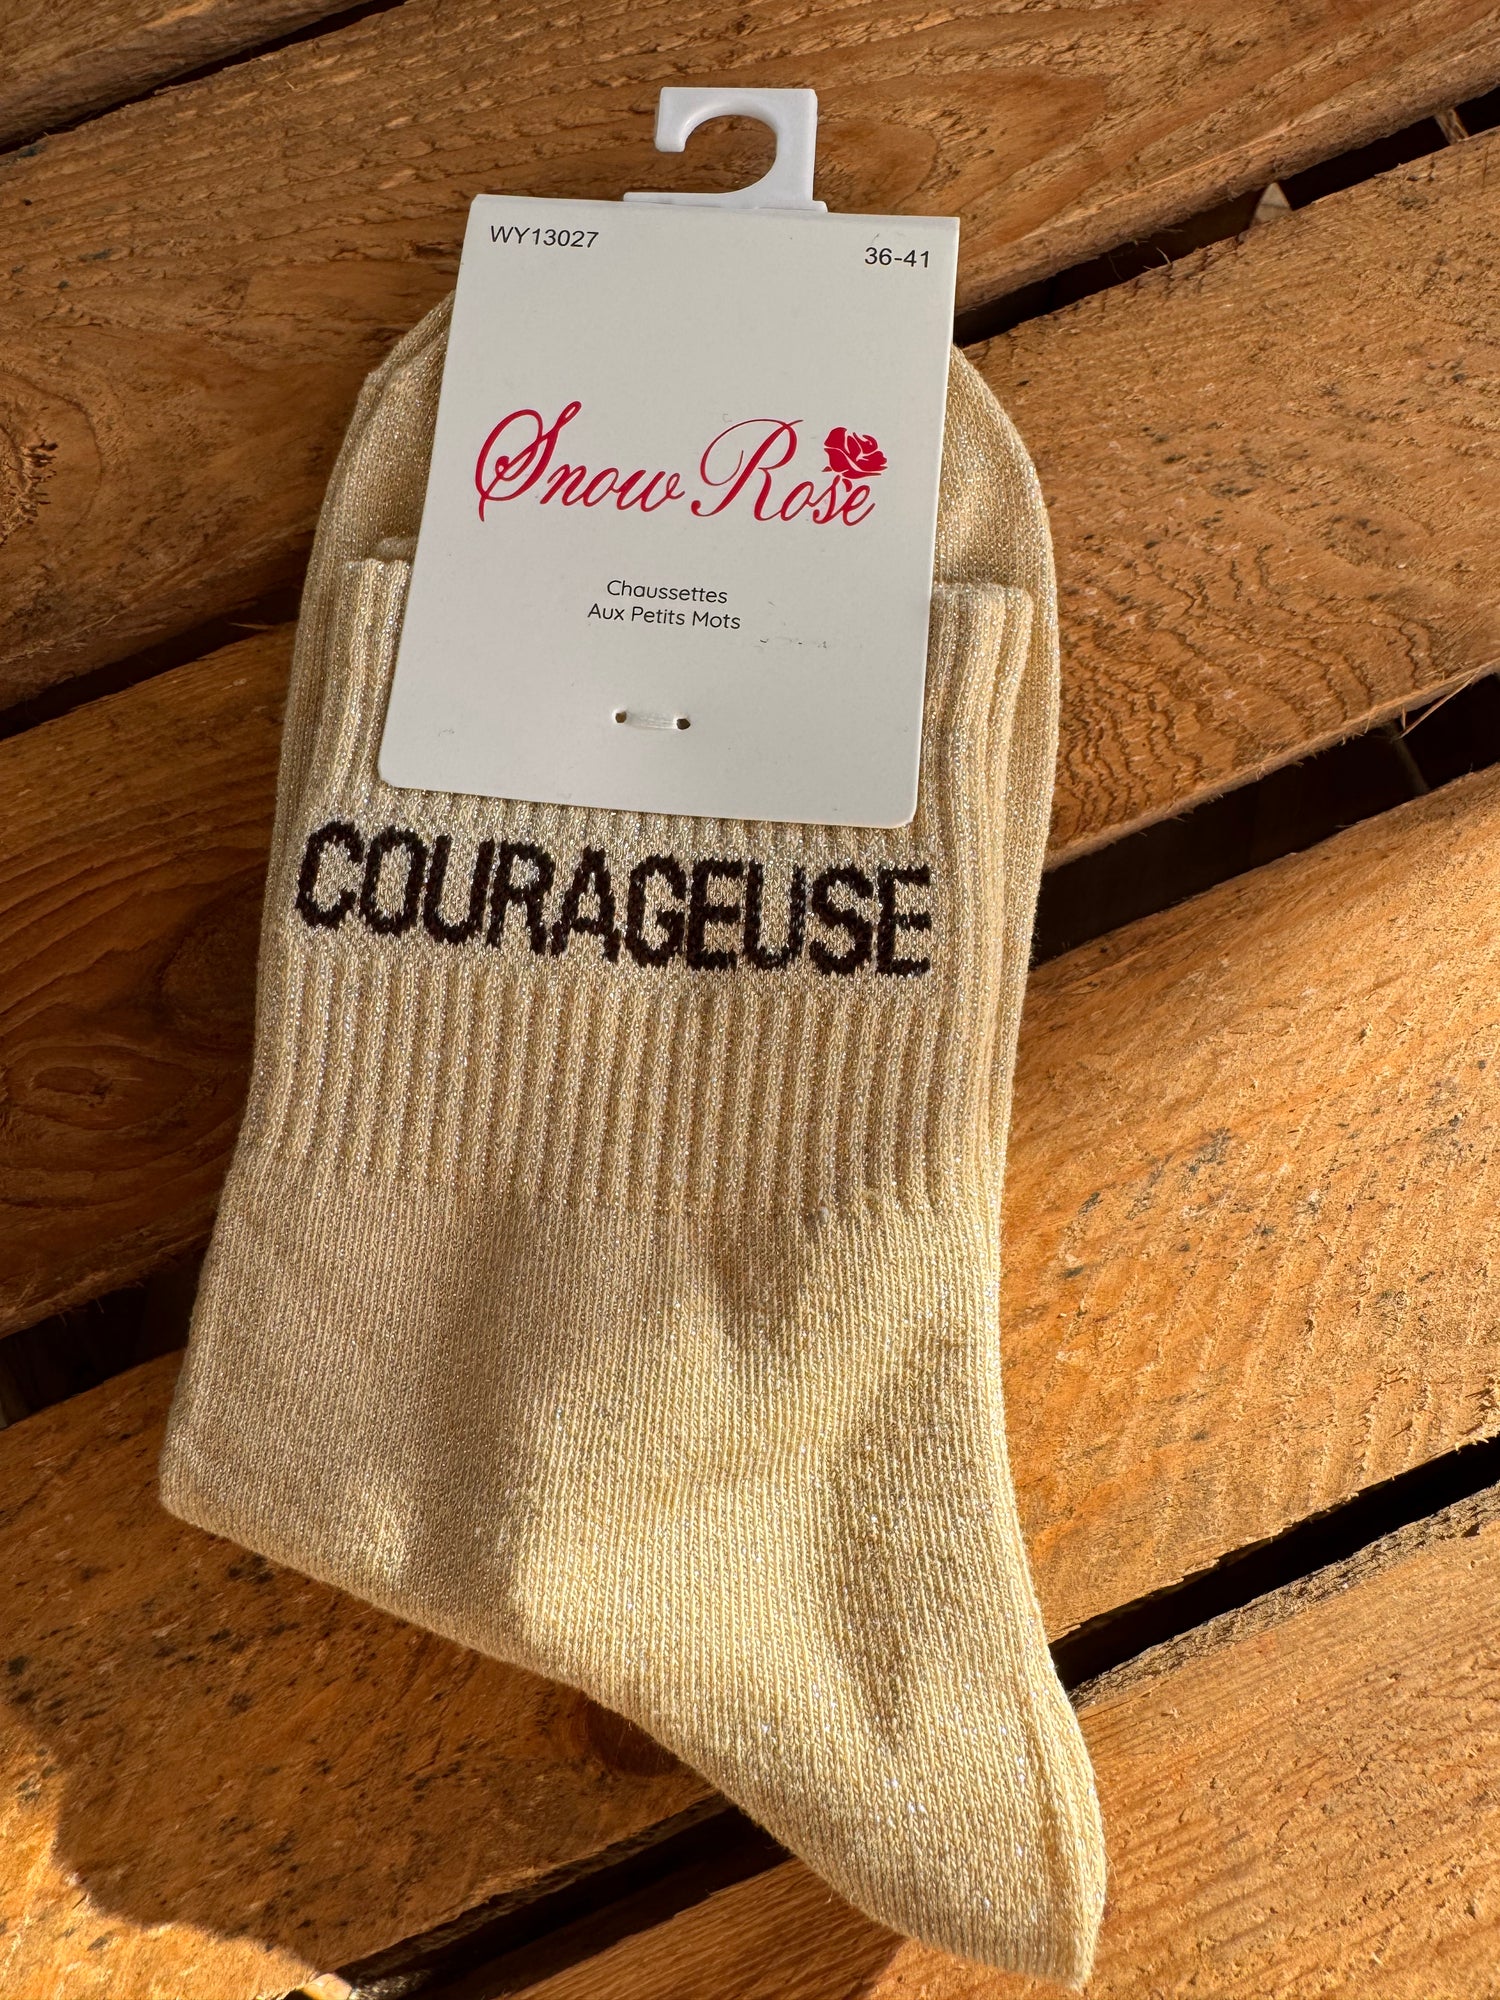 WY13027
36-41
Snow Rose
Chaussettes
Aux Petits Mots
COURAGEUSE